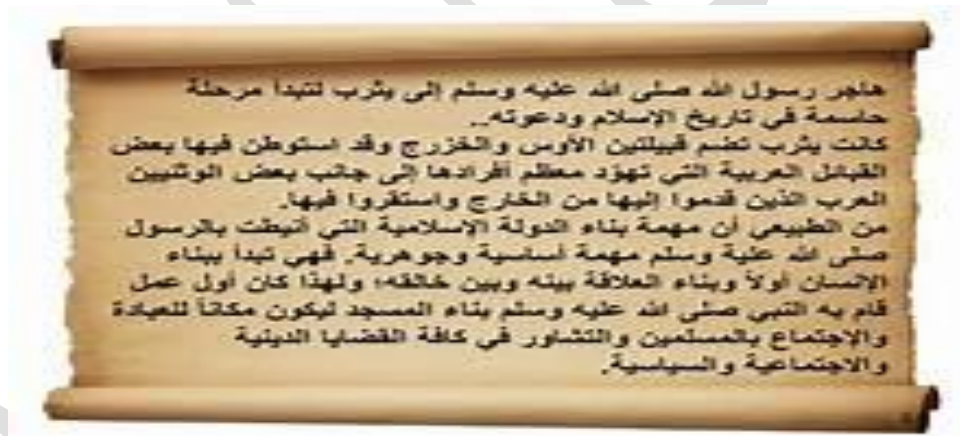 هاجر رسول الله صلى الله عليه وسلم إلى يثرب لتبدأ مرحلة
حاسمة في تاريخ الإسلام ودعوته..
كانت يثرب تضم قبيلتين الأوس والخزرج وقد استوطن فيها بعض
القبائل العربية التي تهوّد معظم أفرادها إلى جانب بعض الوثنيين
العرب الذين قدموا إليها من الخارج واستقروا فيها.
من الطبيعي أن مهمة بناء الدولة الإسلامية التي أنيطت بالرسول
صلى الله علية وسلم مهمة أساسية وجوهرية. فهي تبدأ ببناء
الإنسان أولاً وبناء العلاقة بينه وبين خالقه؛ ولهذا كان أول عمل
قام به النبي صلى الله عليه وسلم بناء المسجد ليكون مكاناً للعبادة
والإجتماع بالمسلمين والتشاور في كافة القضايا الدينية
والاجتماعية والسياسية.